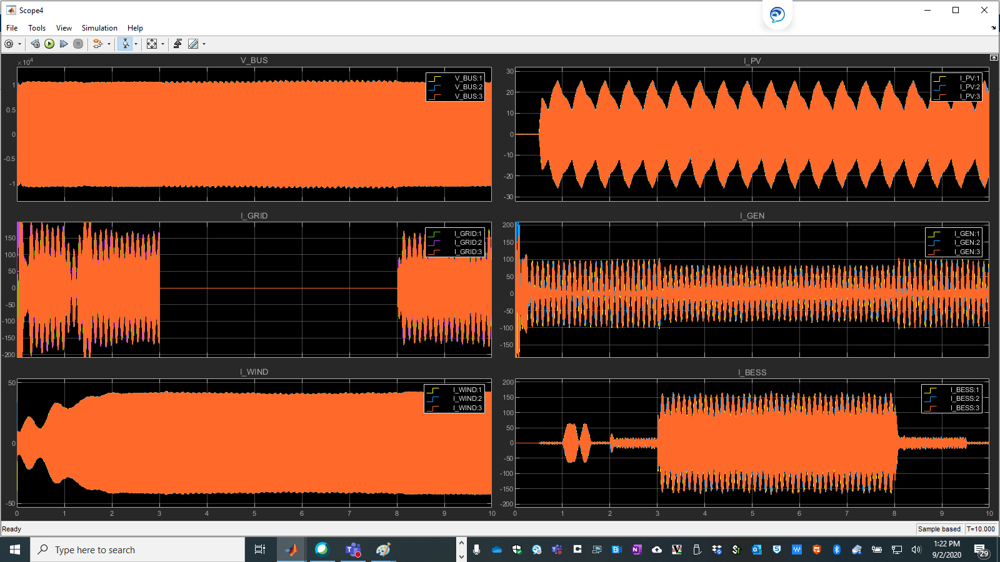 Scope4
File Tools View Simulation Help
V_BUS
×10^4
1
0.5
0
-0.5
-1
V_BUS:1
V_BUS:2
V_BUS:3
I_PV
30
20
10
0
-10
-20
-30
I_PV:1
I_PV:2
I_PV:3
I_GRID
150
100
50
0
-50
-100
-150
-200
I_GRID:1
I_GRID:2
I_GRID:3
I_GEN
200
150
100
50
0
-50
-100
-150
I_GEN:1
I_GEN:2
I_GEN:3
I_WIND
50
0
-50
I_WIND:1
I_WIND:2
I_WIND:3
0 1 2 3 4 5 6 7 8 9 10
I_BESS
200
150
100
50
0
-50
-100
-150
-200
I_BESS:1
I_BESS:2
I_BESS:3
0 1 2 3 4 5 6 7 8 9 10
Ready
Sample based T=10.000
Type here to search
1:22 PM
9/2/2020
29